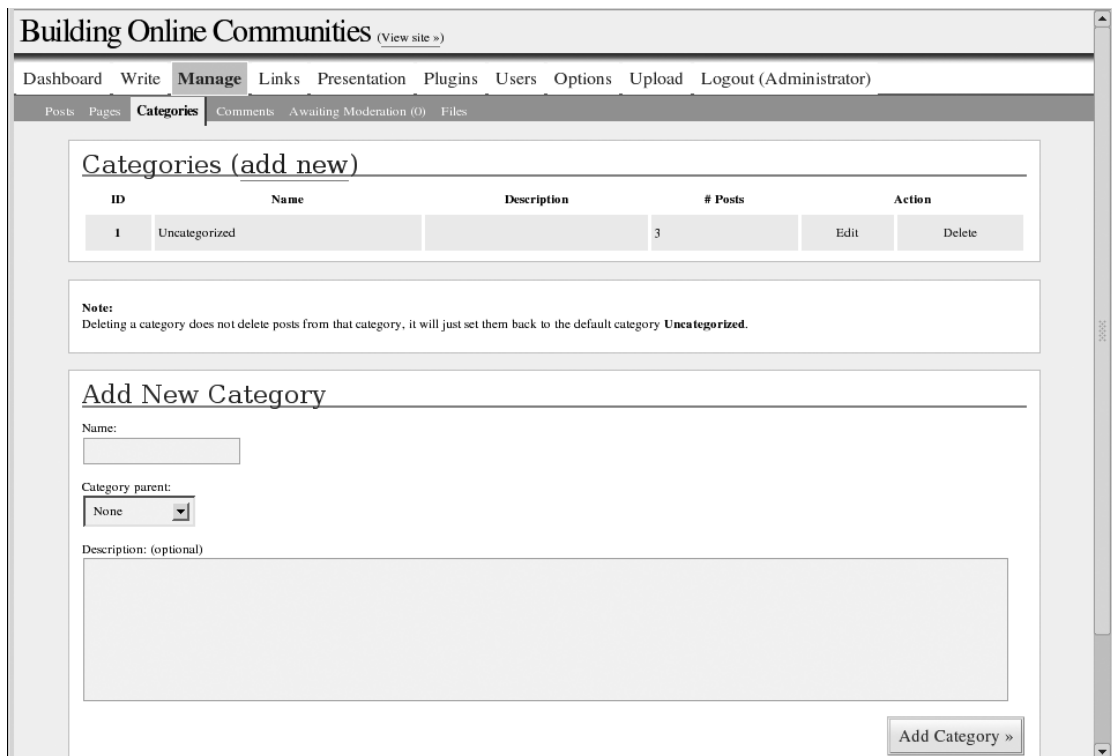 Building Online Communities (View site »)
Dashboard Write Manage Links Presentation Plugins Users Options Upload Logout (Administrator)
Posts Pages Categories Comments Awaiting Moderation (0) Files
Categories (add new)
ID Name Description # Posts Action
1 Uncategorized 3 Edit Delete
Note:
Deleting a category does not delete posts from that category, it will just set them back to the default category Uncategorized.
Add New Category
Name:
Category parent:
None
Description: (optional)
Add Category »